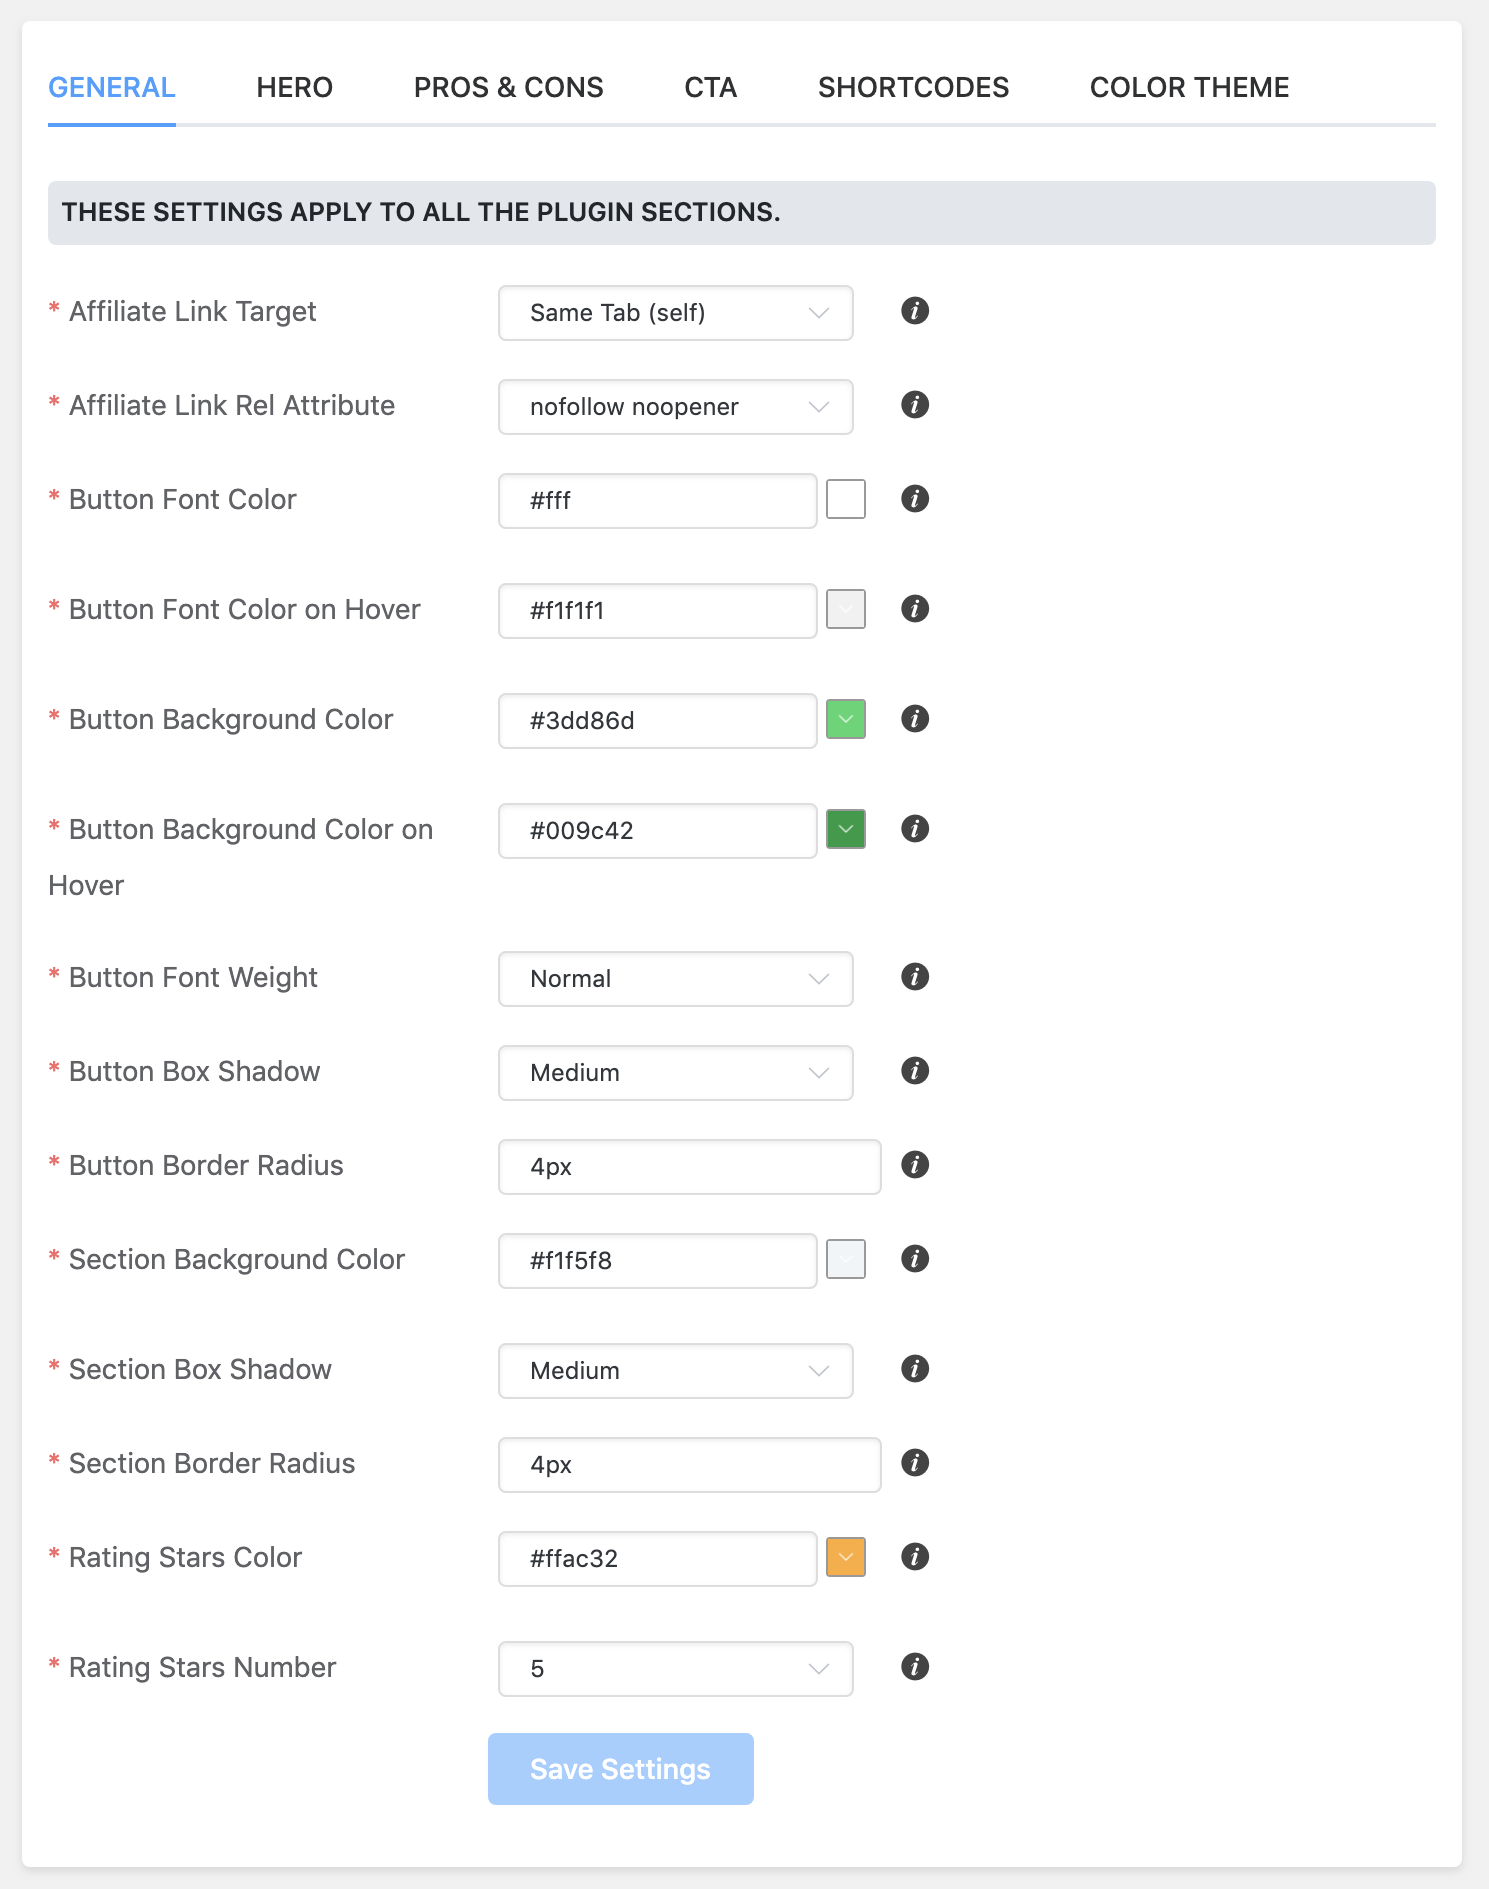 GENERAL HERO PROS & CONS CTA SHORTCODES COLOR THEME
THESE SETTINGS APPLY TO ALL THE PLUGIN SECTIONS.
* Affiliate Link Target Same Tab (self)
* Affiliate Link Rel Attribute nofollow noopener
* Button Font Color #fff
* Button Font Color on Hover #f1f1f1
* Button Background Color #3dd86d
* Button Background Color on #009c42
Hover
* Button Font Weight Normal
* Button Box Shadow Medium
* Button Border Radius 4px
* Section Background Color #f1f5f8
* Section Box Shadow Medium
* Section Border Radius 4px
* Rating Stars Color #ffac32
* Rating Stars Number 5
Save Settings